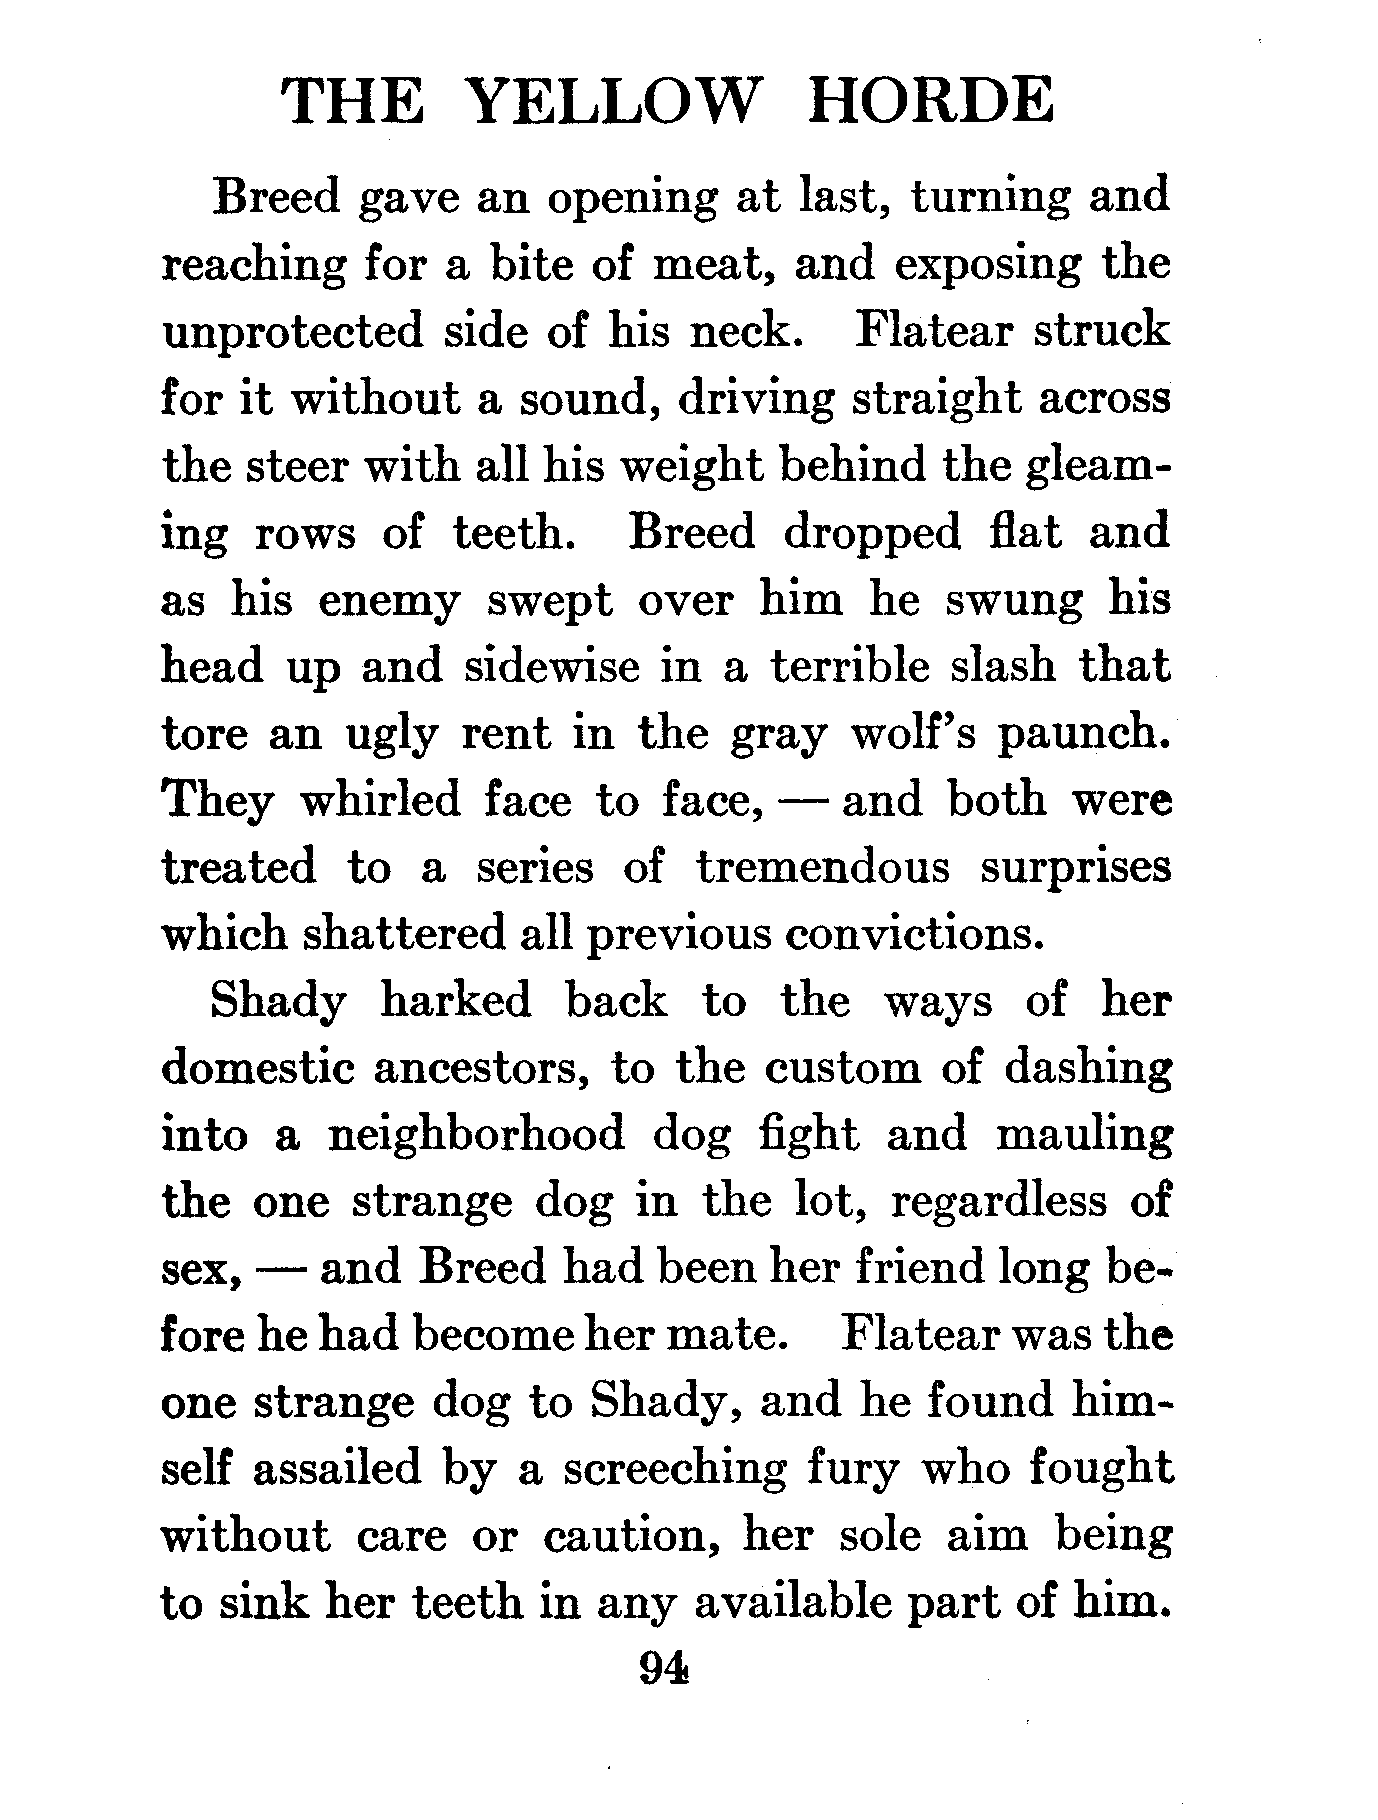 THE YELLOW HORDE
Breed gave an opening at last, turning and
reaching for a bite of meat, and exposing the
unprotected side of his neck. Flatear struck
for it without a sound, driving straight across
the steer with all his weight behind the gleam-
ing rows of teeth. Breed dropped flat and
as his enemy swept over him he swung his
head up and sidewise in a terrible slash that
tore an ugly rent in the gray wolf's paunch.
They whirled face to face, — and both were
treated to a series of tremendous surprises
which shattered all previous convictions.
Shady harked back to the ways of her
domestic ancestors, to the custom of dashing
into a neighborhood dog fight and mauling
the one strange dog in the lot, regardless of
sex, — and Breed had been her friend long be-
fore he had become her mate. Flatear was the
one strange dog to Shady, and he found him-
self assailed by a screeching fury who fought
without care or caution, her sole aim being
to sink her teeth in any available part of him.
94